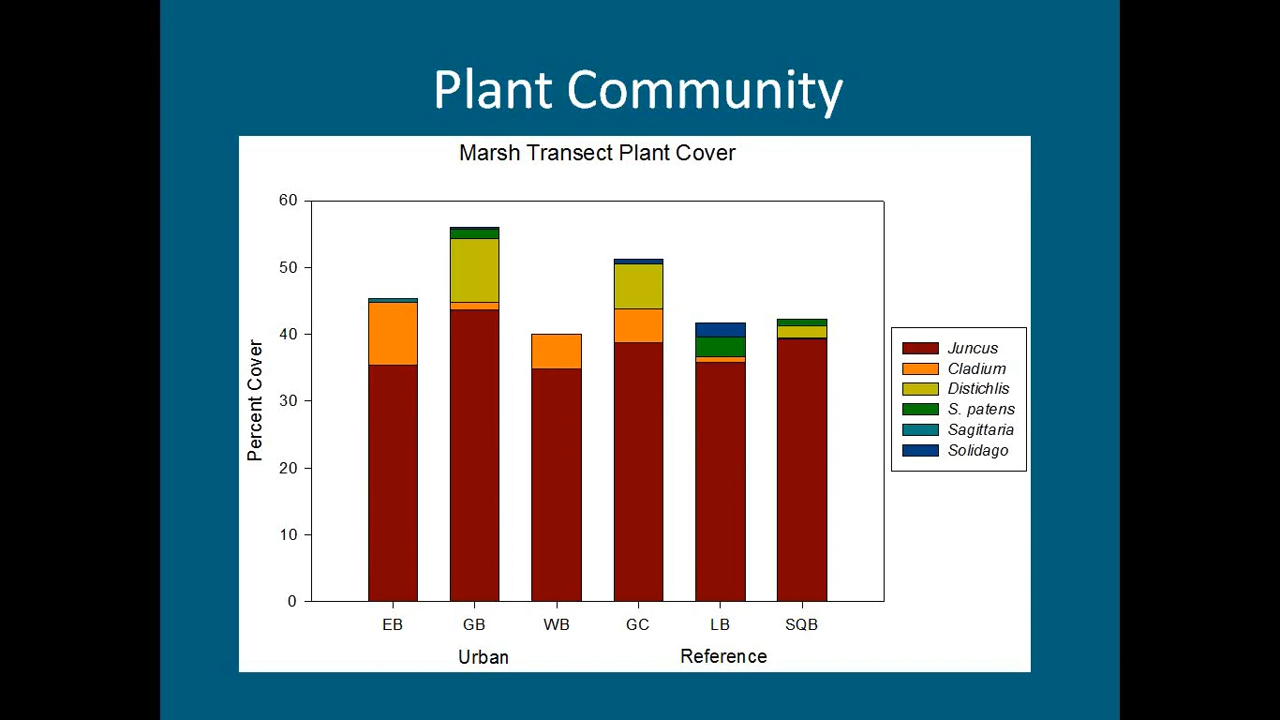 Plant Community
Marsh Transect Plant Cover
60
50
40
30
20
10
0
Percent Cover
EB GB WB GC LB SQB
Urban Reference
Juncus
Cladium
Distichlis
S. patens
Sagittaria
Solidago